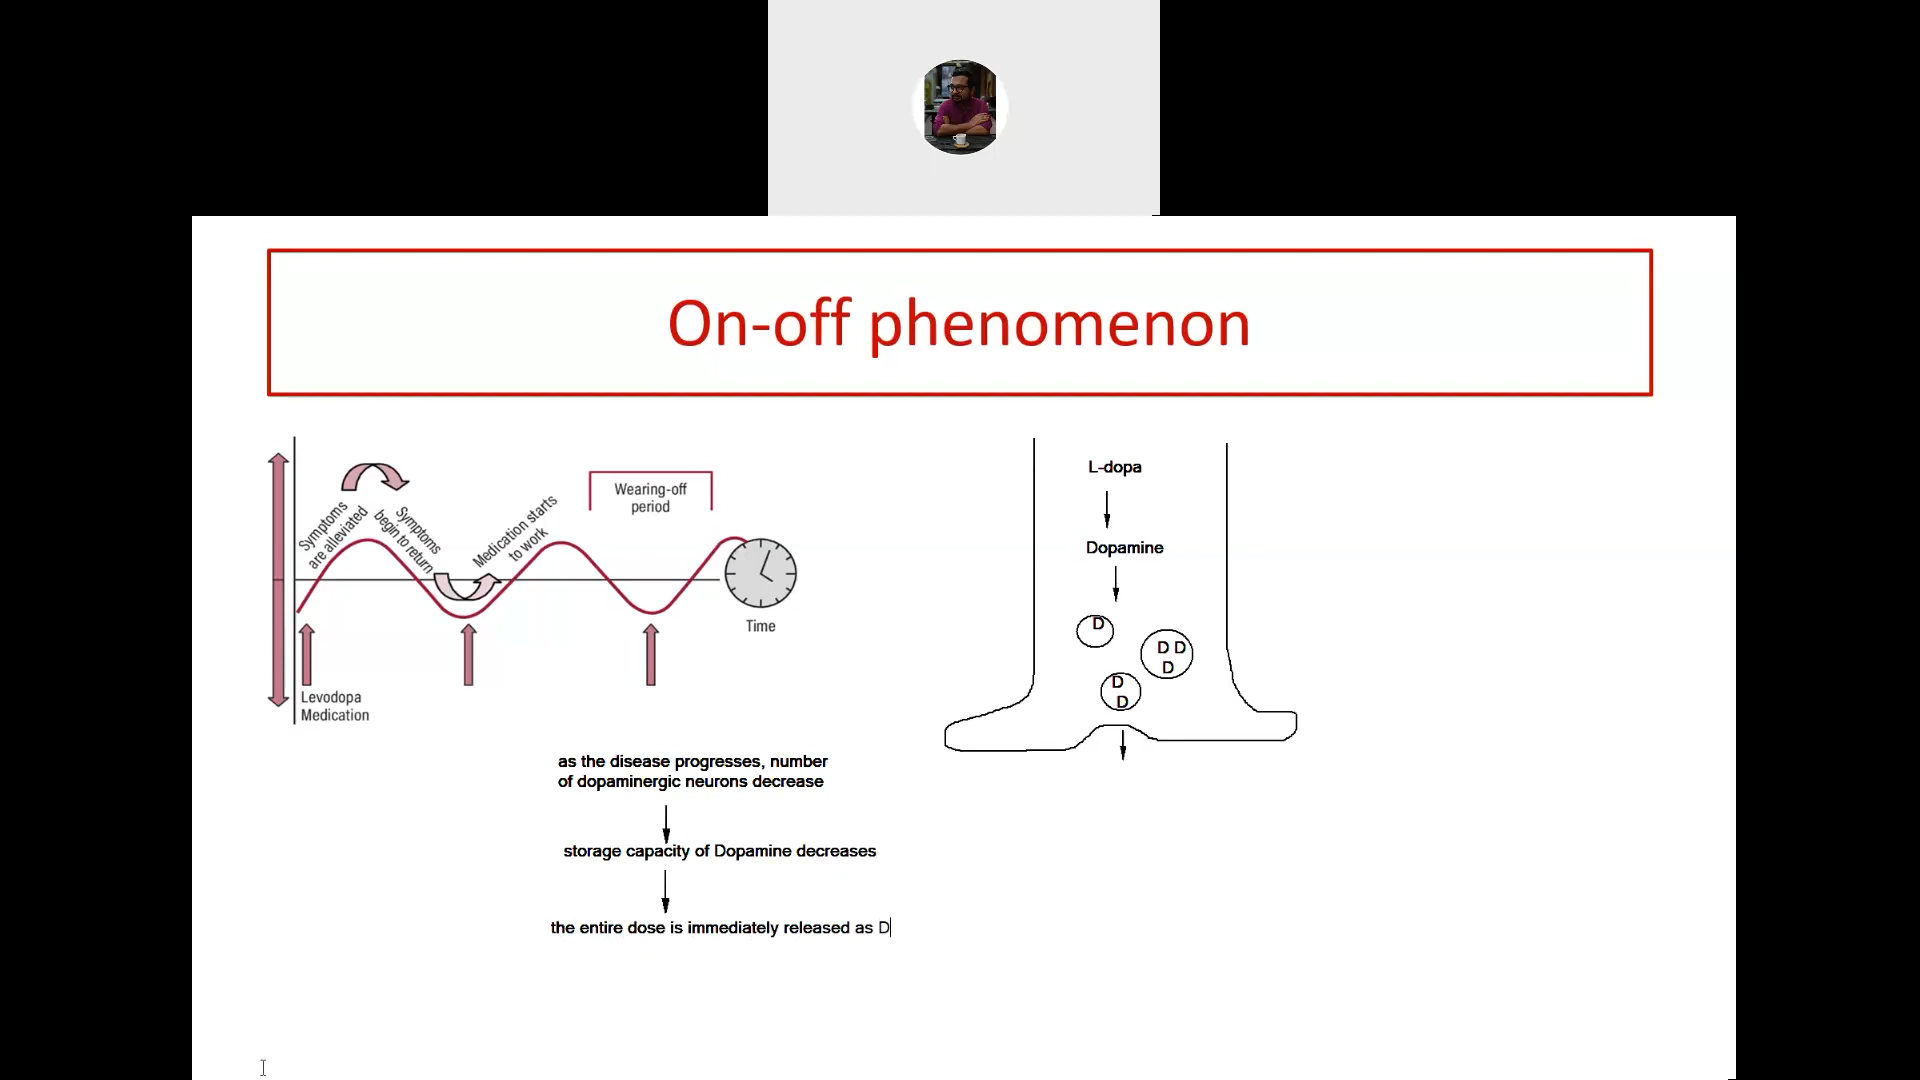 On-off phenomenon
Symptoms
are alleviated
Symptoms
begin to return
Medication starts
to work
Wearing-off
period
Time
Levodopa
Medication
L-dopa
Dopamine
D
D D
D
D
D
as the disease progresses, number
of dopaminergic neurons decrease
storage capacity of Dopamine decreases
the entire dose is immediately released as D